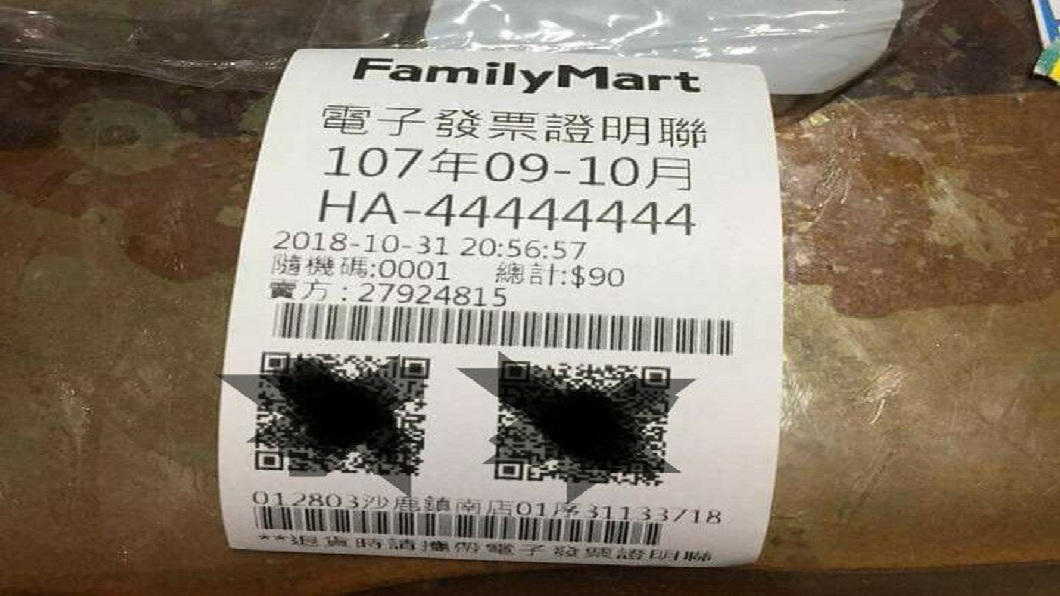 FamilyMart
電子發票證明聯
107年09-10月
HA-44444444
2018-10-31 20:56:57
隨機碼:0001 總計:$90
賣方:27924815
012803沙鹿鎮南店01序31133718
**退貨時請攜帶電子發票證明聯